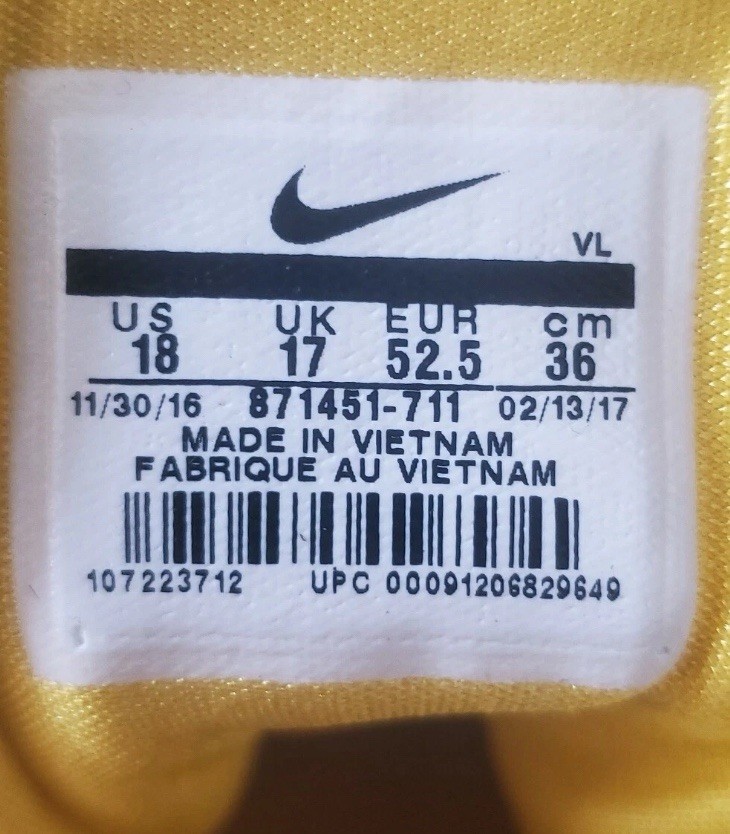 VL
US UK EUR cm
18 17 52.5 36
11/30/16 871451-711 02/13/17
MADE IN VIETNAM
FABRIQUE AU VIETNAM
107223712 UPC 00091206829649